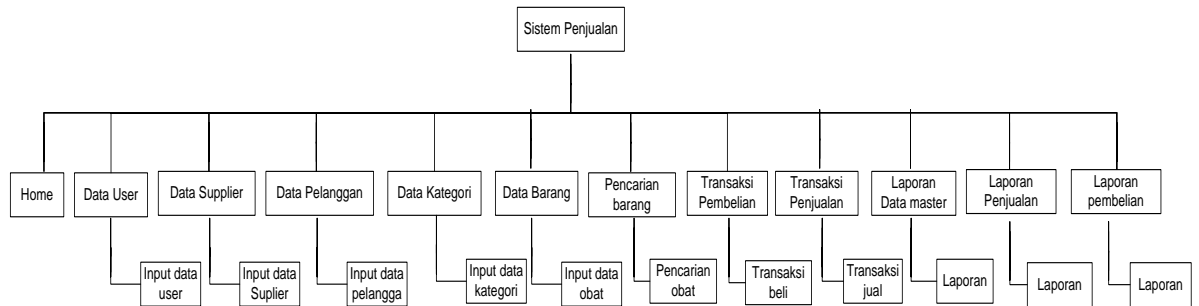 Sistem Penjualan
Home
Data User
Data Supplier
Data Pelanggan
Data Kategori
Data Barang
Pencarian
barang
Transaksi
Pembelian
Transaksi
Penjualan
Laporan
Data master
Laporan
Penjualan
Laporan
pembelian
Input data
user
Input data
Suplier
Input data
pelangga
Input data
kategori
Input data
obat
Pencarian
obat
Transaksi
beli
Transaksi
jual
Laporan
Laporan
Laporan